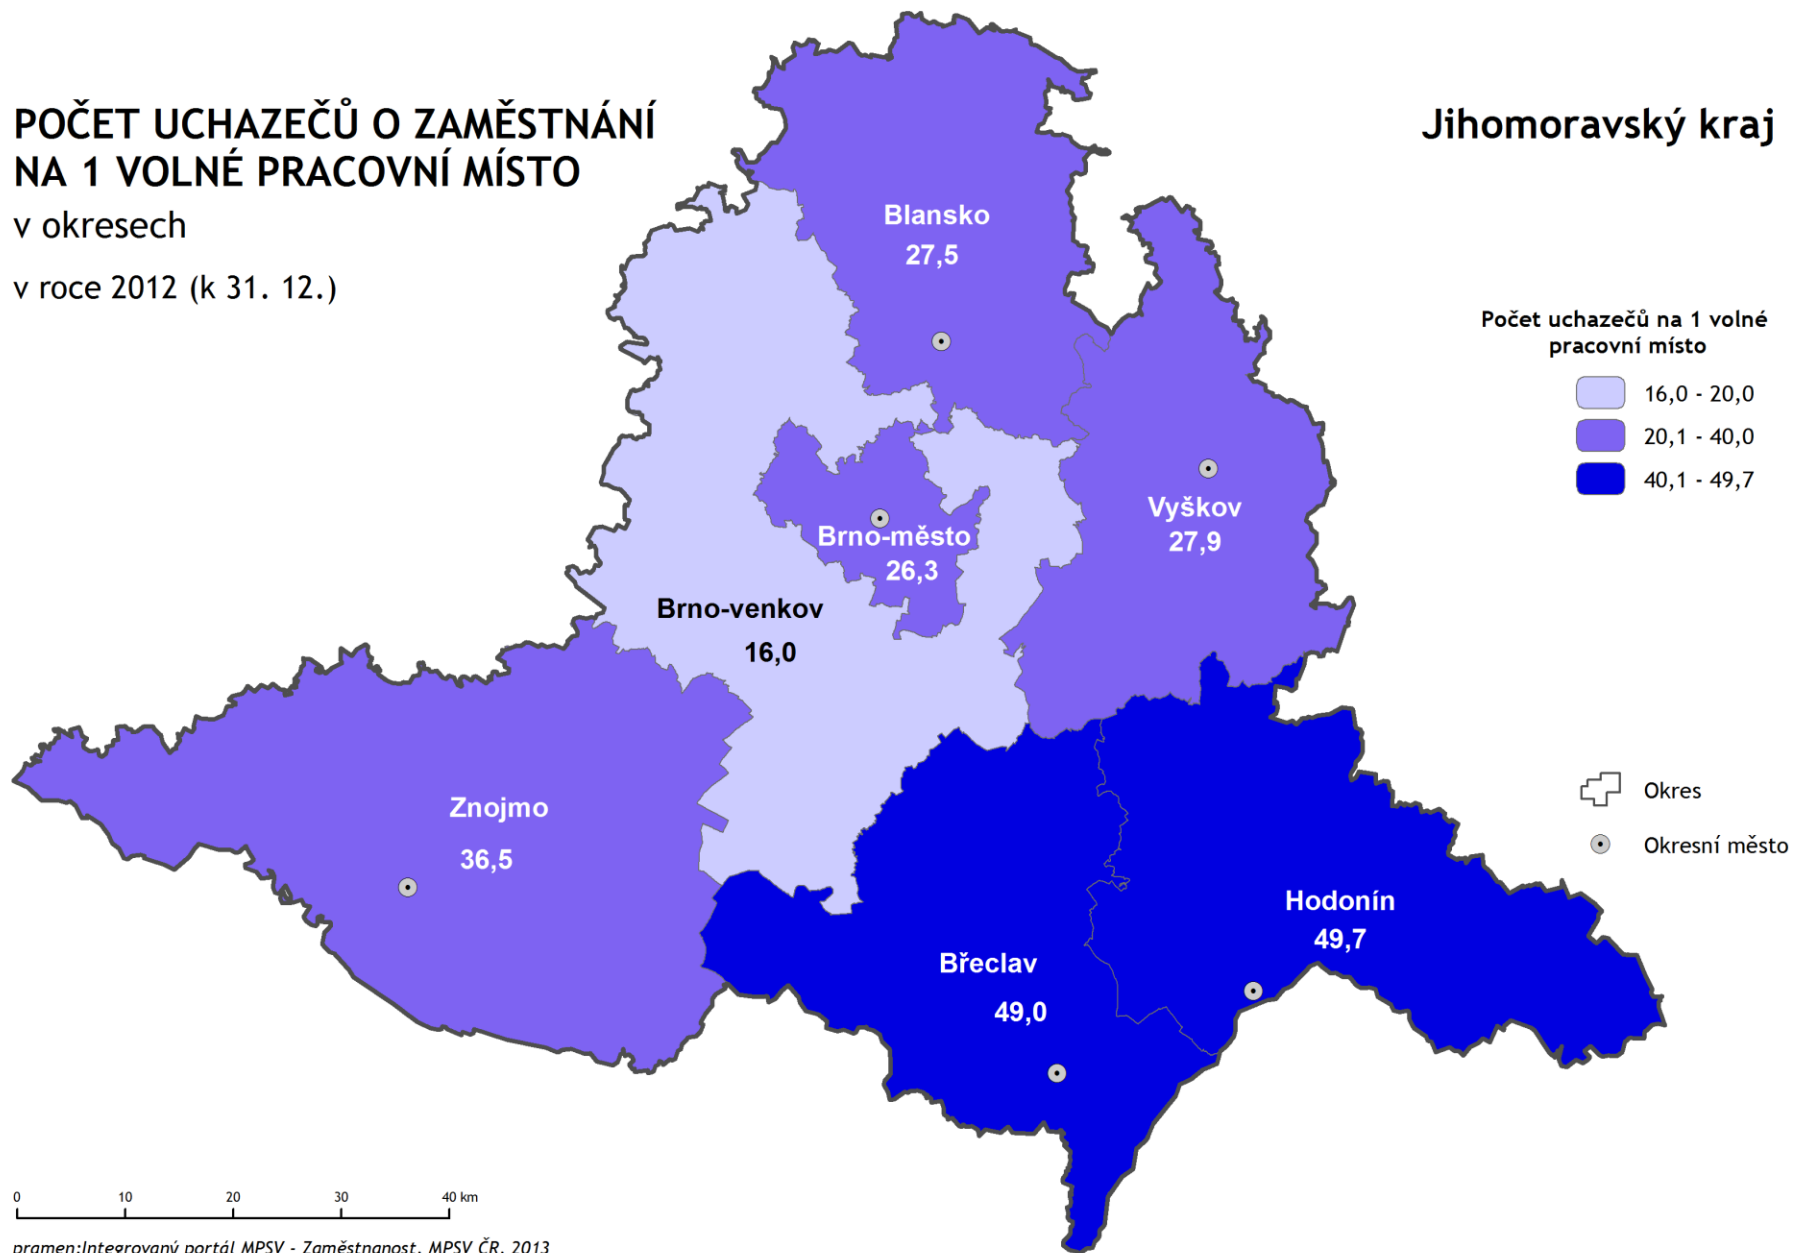 POČET UCHAZEČŮ O ZAMĚSTNÁNÍ
NA 1 VOLNÉ PRACOVNÍ MÍSTO
v okresech
v roce 2012 (k 31. 12.)
Jihomoravský kraj
Počet uchazečů na 1 volné
pracovní místo
16,0 - 20,0
20,1 - 40,0
40,1 - 49,7
Blansko
27,5
Vyškov
27,9
Brno-město
26,3
Brno-venkov
16,0
Znojmo
36,5
Břeclav
49,0
Hodonín
49,7
Okres
Okresní město
0 10 20 30 40 km
pramen:Integrovaný portál MPSV - Zaměstnanost, MPSV ČR, 2013